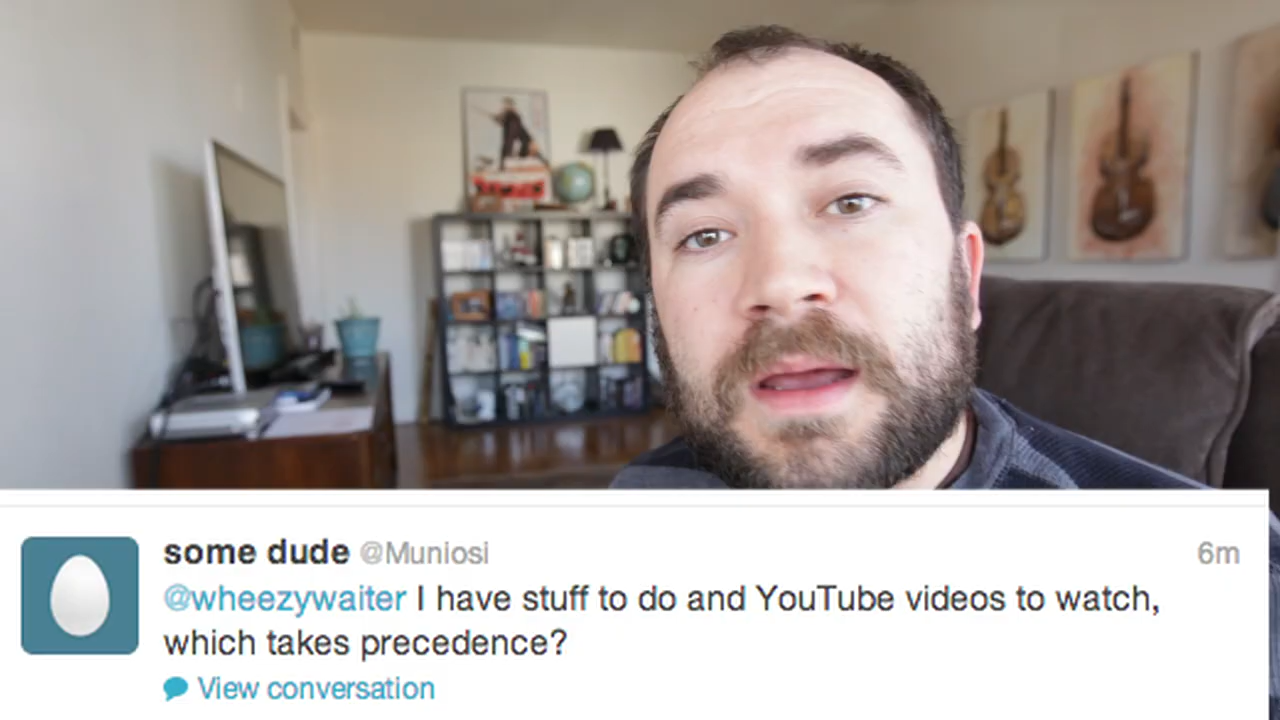 some dude @Muniosi 6m
@wheezywaiter I have stuff to do and YouTube videos to watch,
which takes precedence?
View conversation